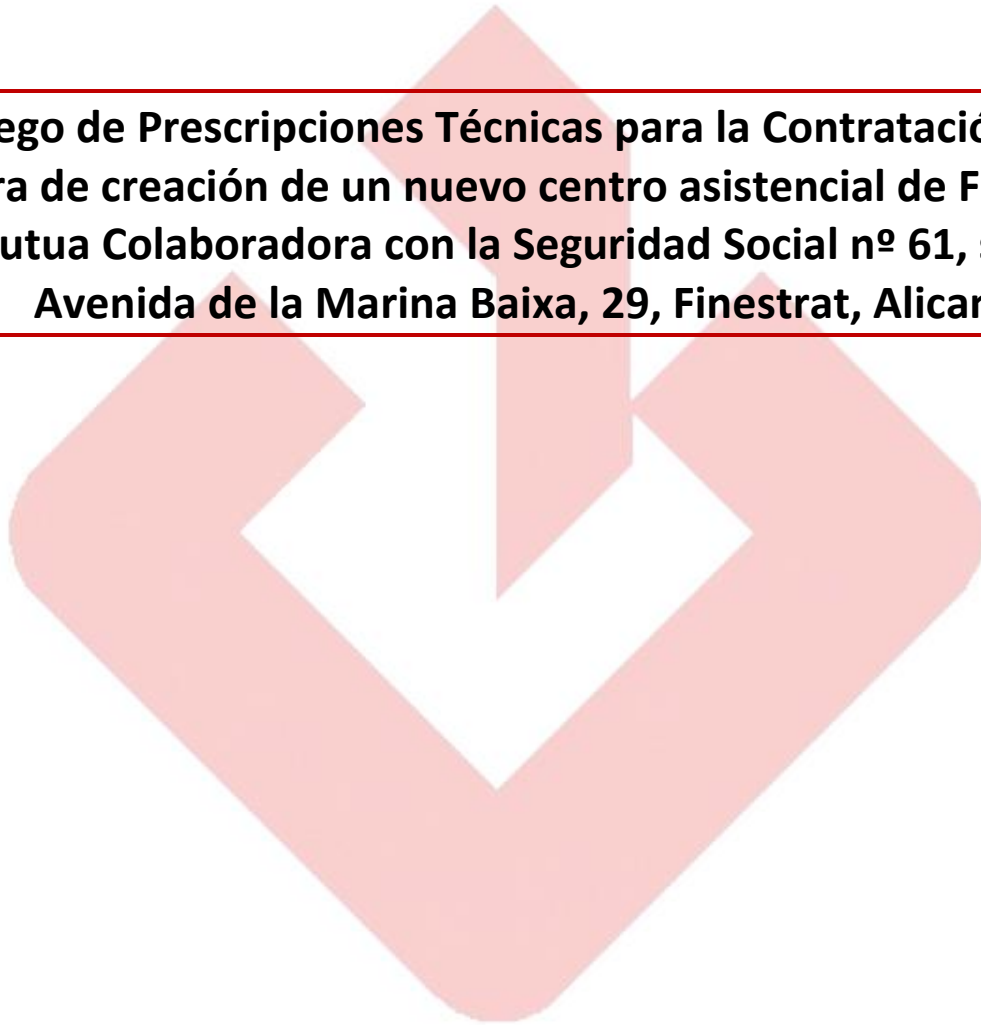 ego de Prescripciones Técnicas para la Contratació
ra de creación de un nuevo centro asistencial de F
utua Colaboradora con la Seguridad Social nº 61, s
Avenida de la Marina Baixa, 29, Finestrat, Alican